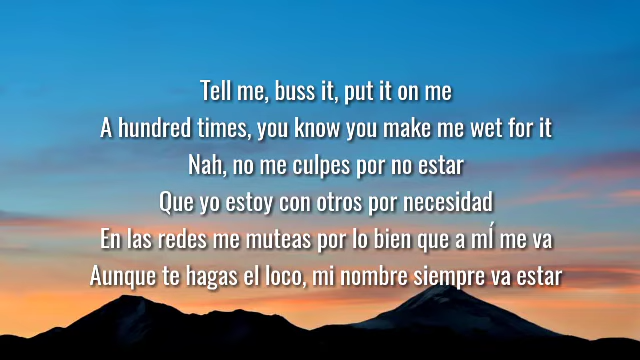 Tell me, buss it, put it on me
A hundred times, you know you make me wet for it
Nah, no me culpes por no estar
Que yo estoy con otros por necesidad
En las redes me muteas por lo bien que a mÍ me va
Aunque te hagas el loco, mi nombre siempre va estar